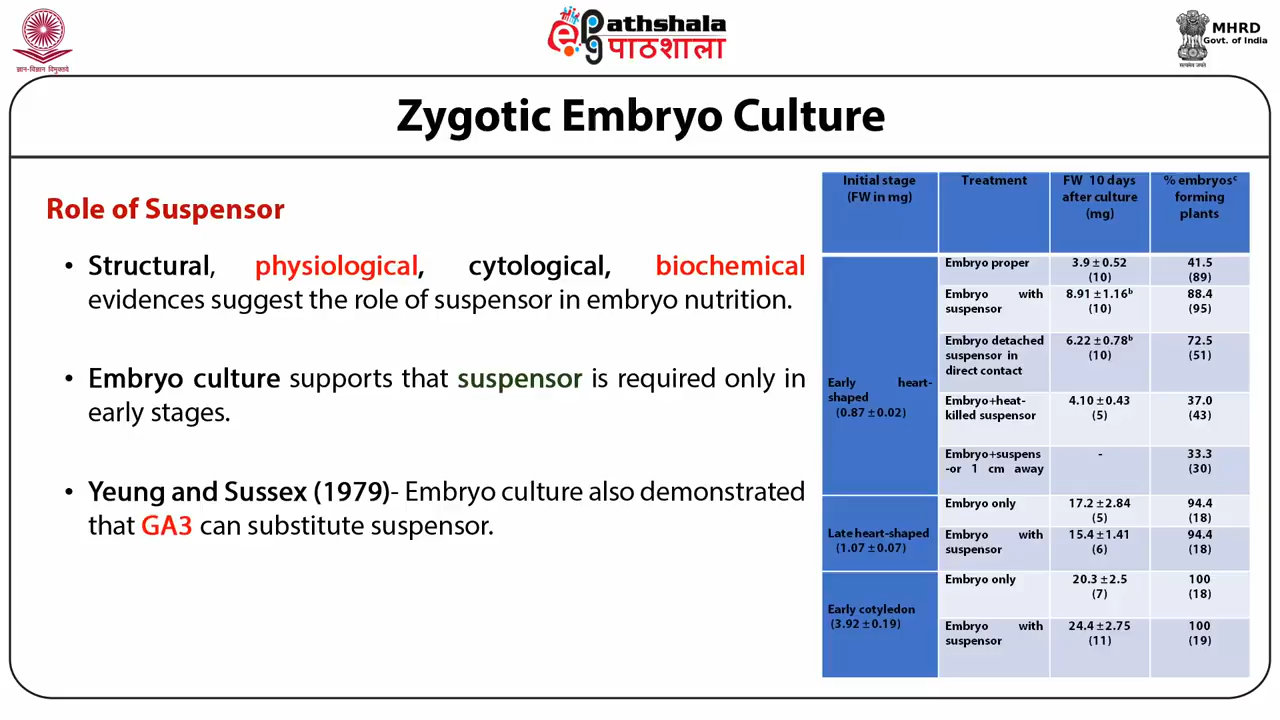 ज्ञान-विज्ञान विमुक्तये
ePg Pathshala
पाठशाला
सत्यमेव जयते
MHRD
Govt. of India
Zygotic Embryo Culture
Role of Suspensor
• Structural, physiological, cytological, biochemical
evidences suggest the role of suspensor in embryo nutrition.
• Embryo culture supports that suspensor is required only in
early stages.
• Yeung and Sussex (1979)- Embryo culture also demonstrated
that GA3 can substitute suspensor.
Initial stage
(FW in mg)
Treatment
FW 10 days
after culture
(mg)
% embryosᶜ
forming
plants
Early heart-
shaped
(0.87 ±0.02)
Embryo proper
3.9 ±0.52
(10)
41.5
(89)
Embryo with
suspensor
8.91 ±1.16ᵇ
(10)
88.4
(95)
Embryo detached
suspensor in
direct contact
6.22 ±0.78ᵇ
(10)
72.5
(51)
Embryo+heat-
killed suspensor
4.10 ±0.43
(5)
37.0
(43)
Embryo+suspens
-or 1 cm away
-
33.3
(30)
Late heart-shaped
(1.07 ±0.07)
Embryo only
17.2 ±2.84
(5)
94.4
(18)
Embryo with
suspensor
15.4 ±1.41
(6)
94.4
(18)
Early cotyledon
(3.92 ±0.19)
Embryo only
20.3 ±2.5
(7)
100
(18)
Embryo with
suspensor
24.4 ±2.75
(11)
100
(19)